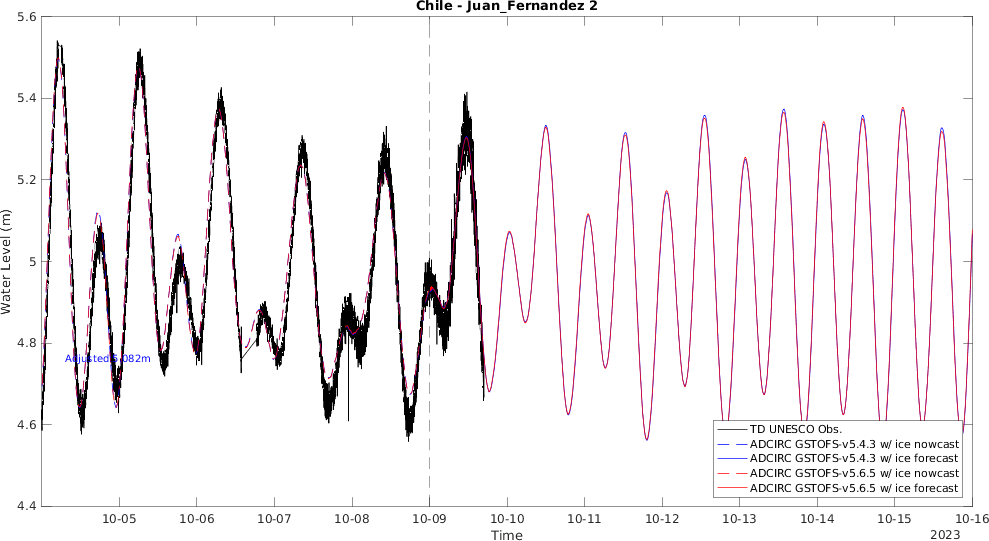 Chile - Juan_Fernandez 2
Water Level (m)
5.6
5.4
5.2
5
4.8
4.6
4.4
Adjusted 082m
TD UNESCO Obs.
ADCIRC GSTOFS-v5.4.3 w/ ice nowcast
ADCIRC GSTOFS-v5.4.3 w/ ice forecast
ADCIRC GSTOFS-v5.6.5 w/ ice nowcast
ADCIRC GSTOFS-v5.6.5 w/ ice forecast
10-05 10-06 10-07 10-08 10-09 10-10 10-11 10-12 10-13 10-14 10-15 10-16
Time
2023